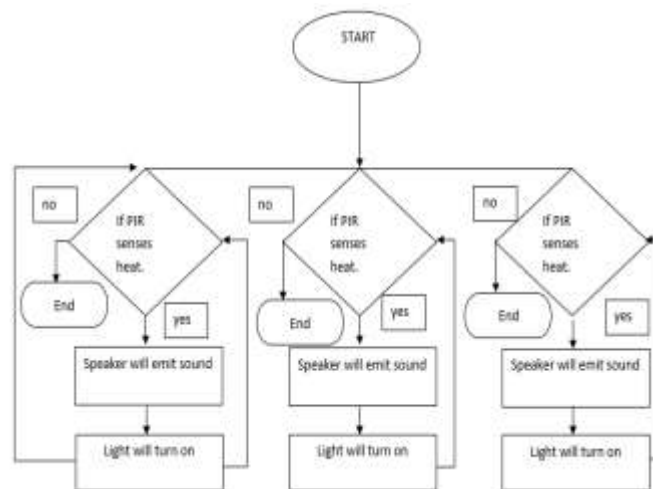 START
no
If PIR
senses
heat.
End
yes
Speaker will emit sound
Light will turn on
no
If PIR
senses
heat.
End
yes
Speaker will emit sound
Light will turn on
no
If PIR
senses
heat.
End
yes
Speaker will emit sound
Light will turn on